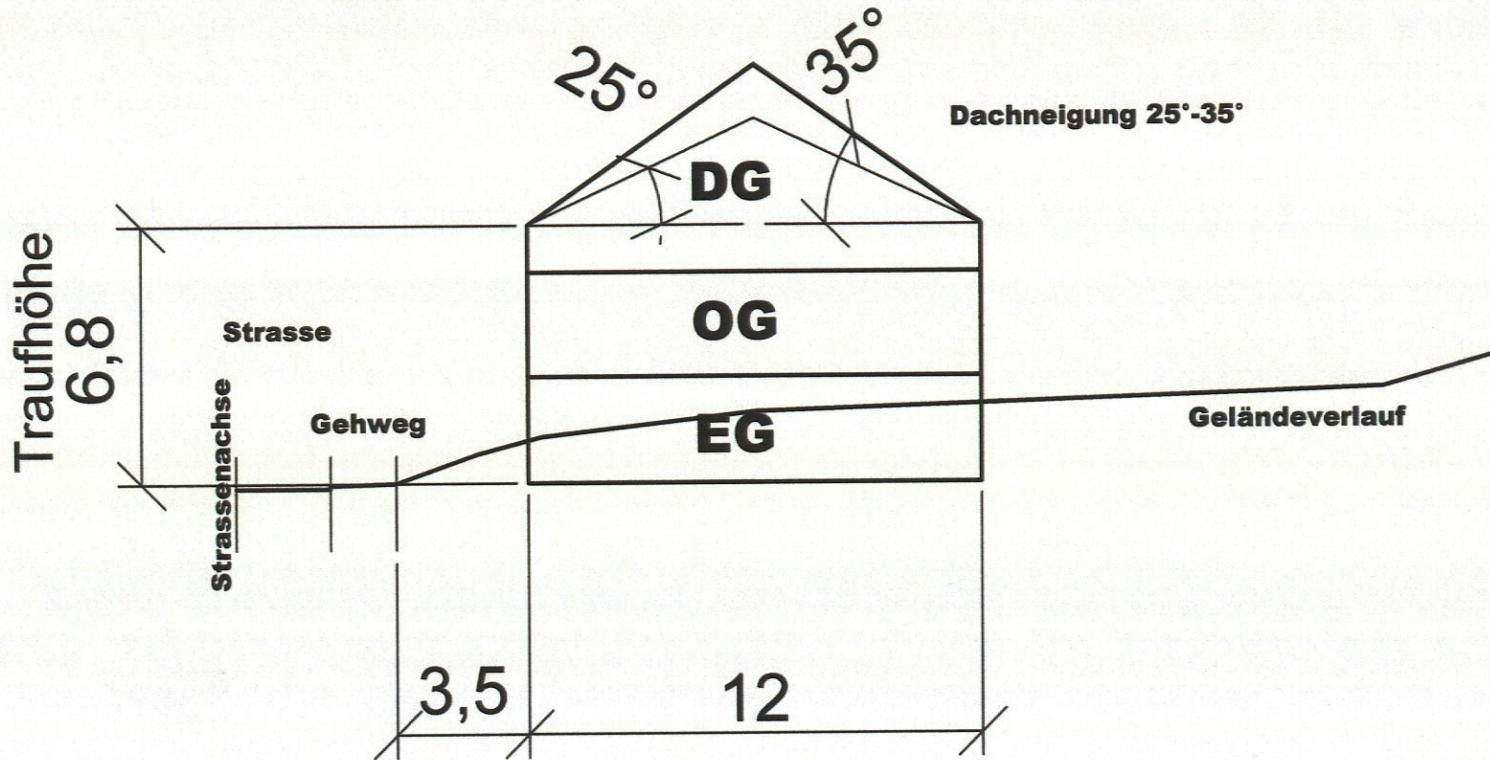 25°
35°
Dachneigung 25°-35°
DG
Traufhöhe
6,8
Strasse
OG
Strassenachse
Gehweg
EG
Geländeverlauf
3,5
12